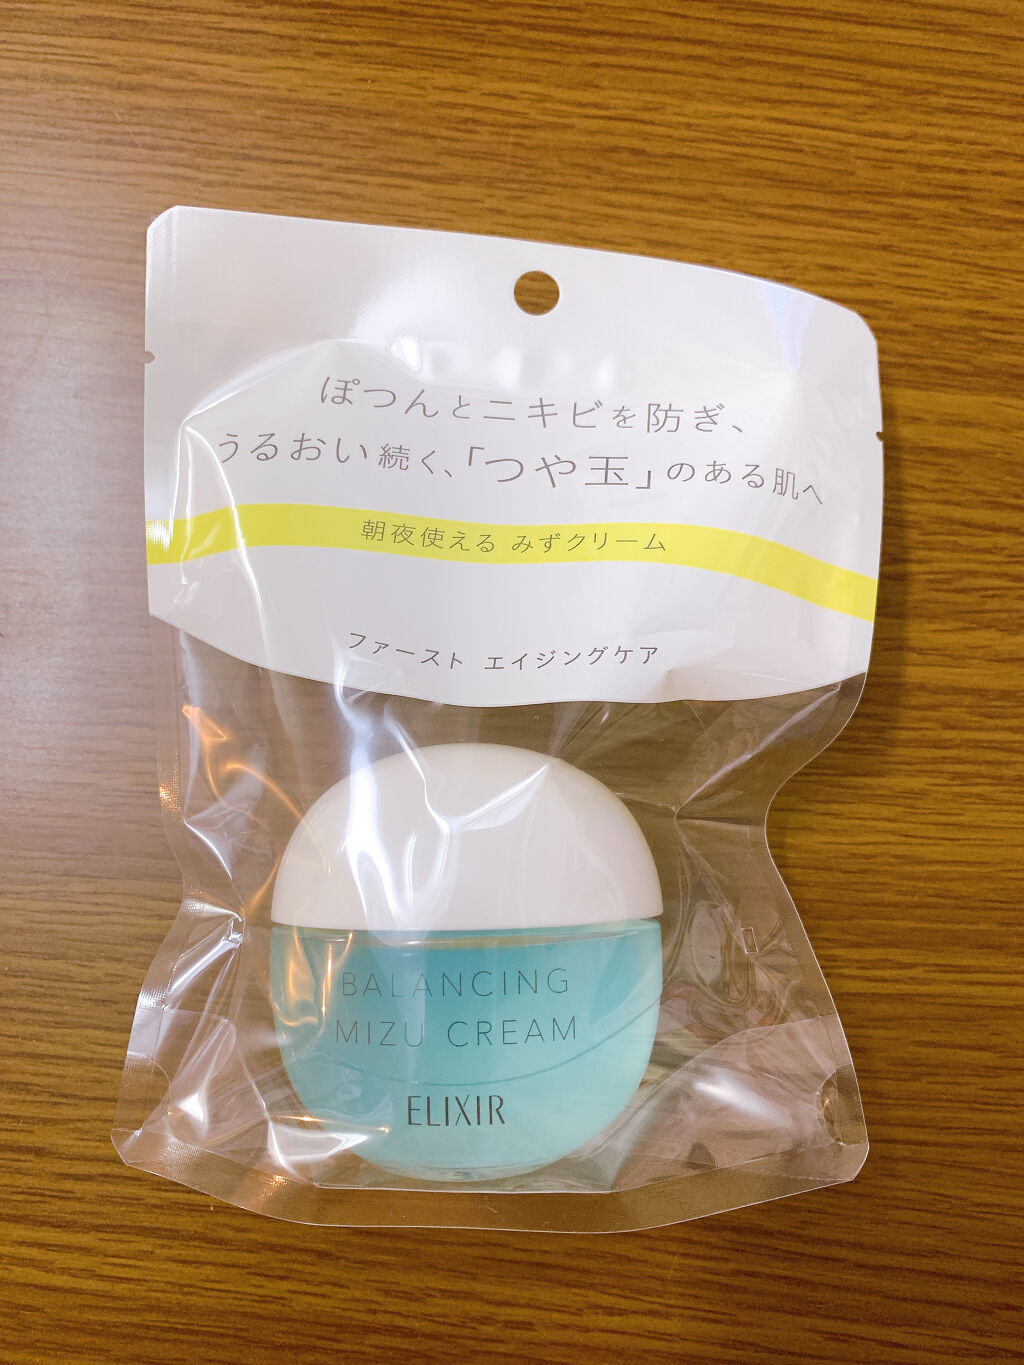 ぽつんとニキビを防ぎ、
うるおい続く、「つや玉」のある肌へ
朝夜使える みずクリーム
ファースト エイジングケア
BALANCING
MIZU CREAM
ELIXIR